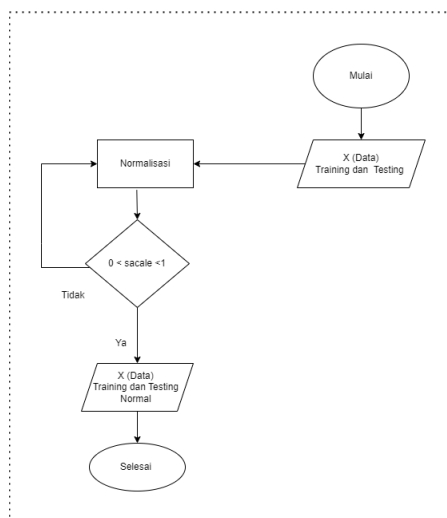 Mulai
X (Data)
Training dan Testing
Normalisasi
0 < sacale <1
Tidak
Ya
X (Data)
Training dan Testing
Normal
Selesai